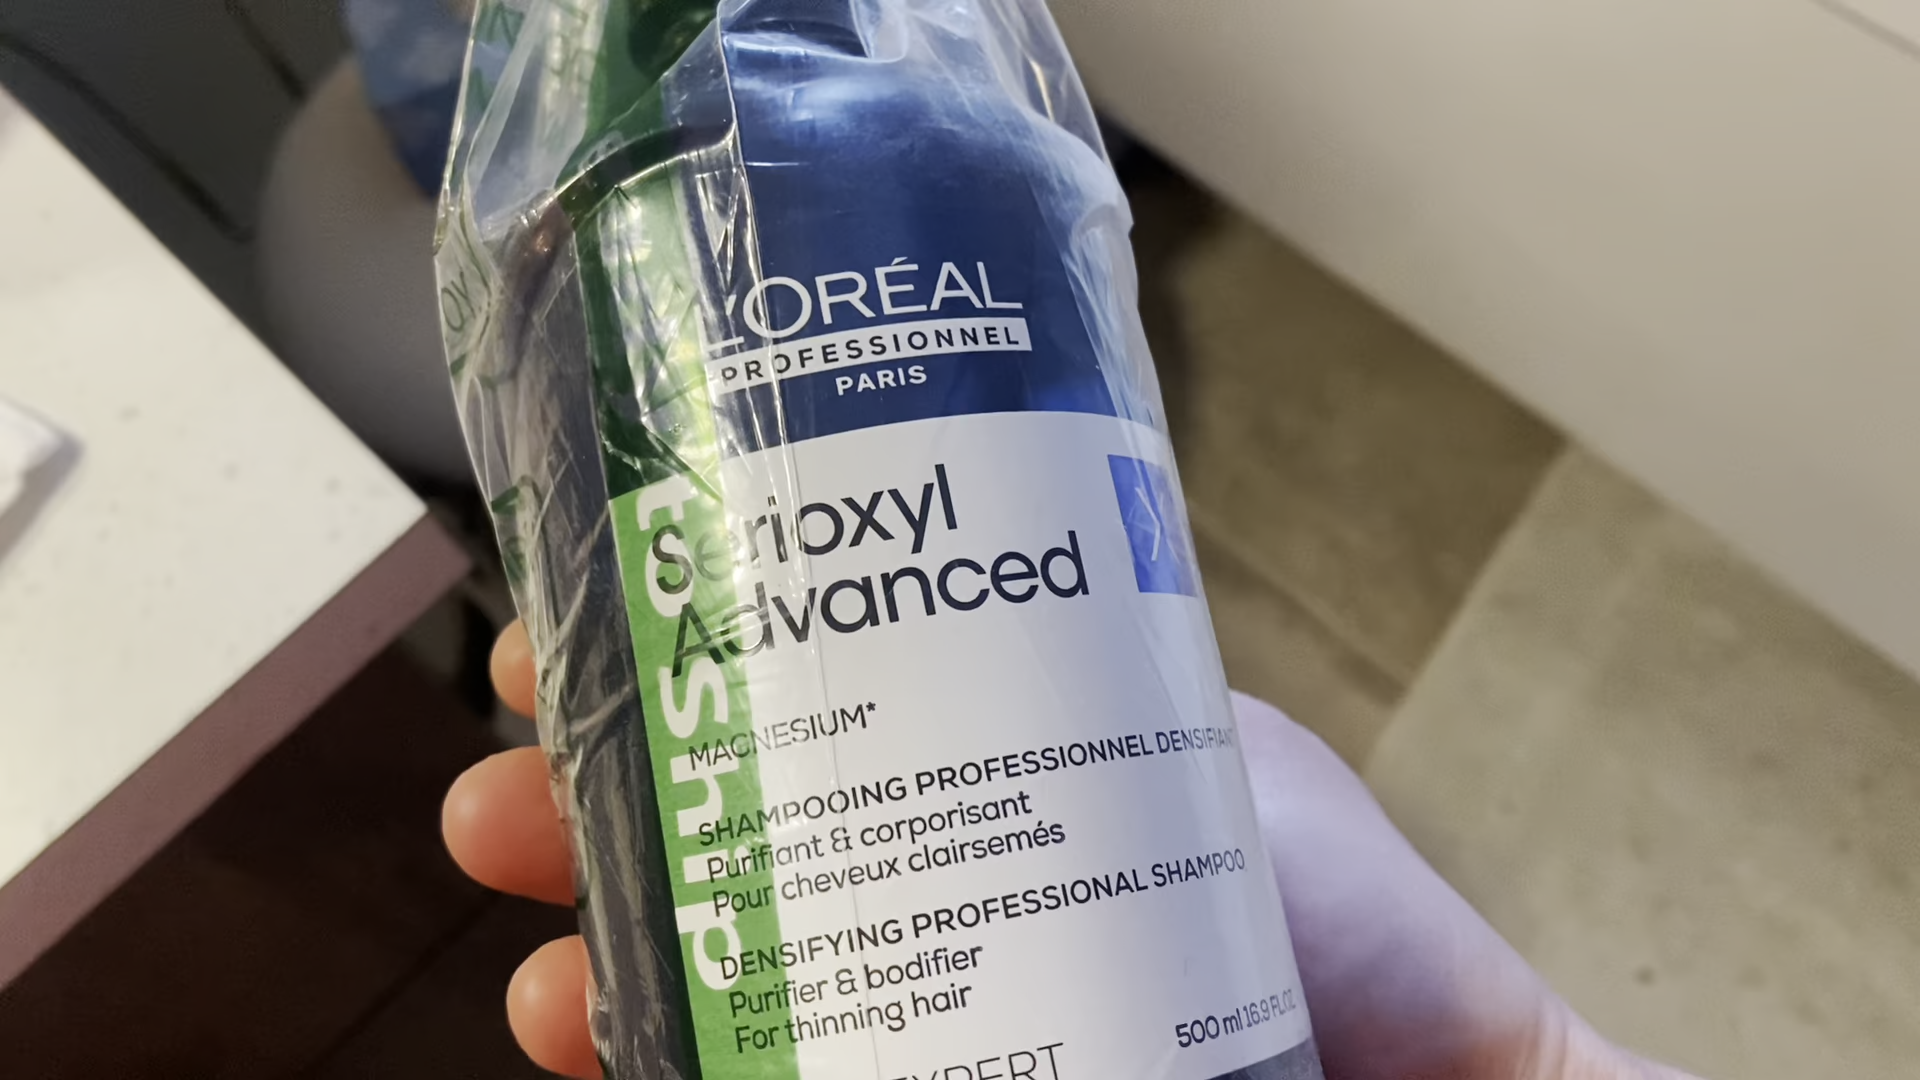 L'ORÉAL
PROFESSIONNEL
PARIS
Serioxyl
Advanced
MAGNESIUM*
SHAMPOOING PROFESSIONNEL DENSIFIANT
Purifiant & corporisant
Pour cheveux clairsemés
DENSIFYING PROFESSIONAL SHAMPOO
Purifier & bodifier
For thinning hair
500 ml 16.9 FL.OZ.
EXPERT